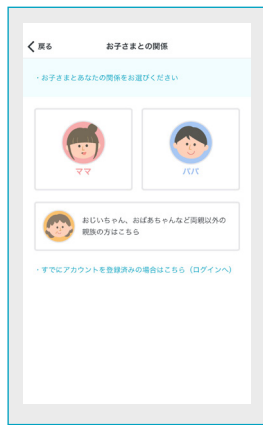 戻る
お子さまとの関係
・お子さまとあなたの関係をお選びください
ママ
パパ
おじいちゃん、おばあちゃんなど両親以外の
親族の方はこちら
・すでにアカウントを登録済みの場合はこちら（ログインへ）